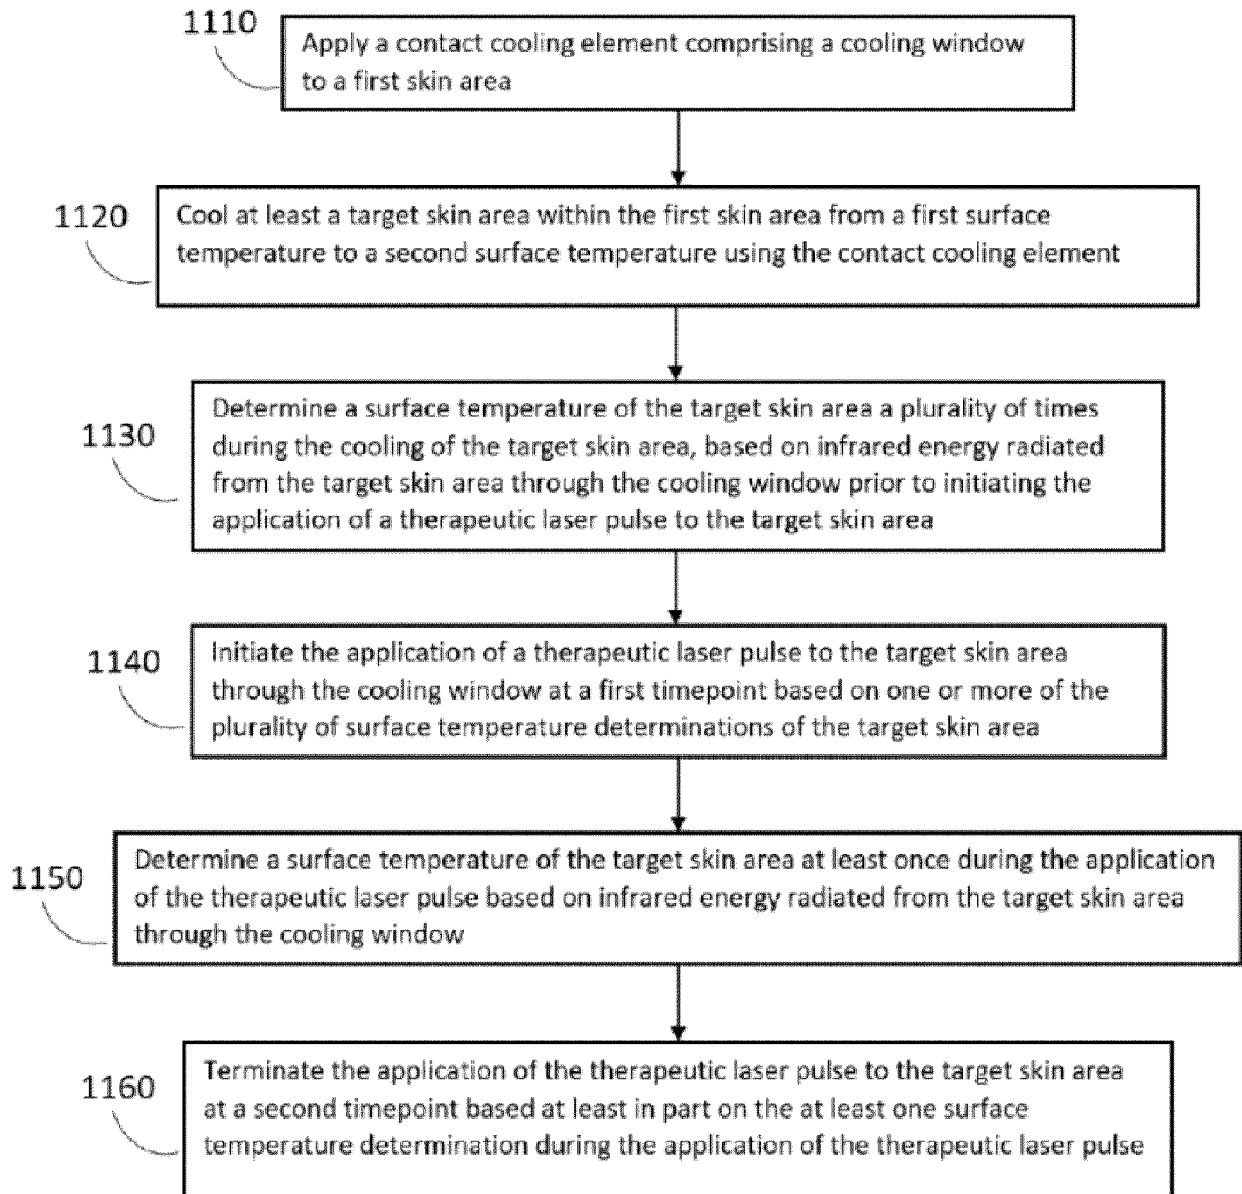 1110
Apply a contact cooling element comprising a cooling window
to a first skin area
1120
Cool at least a target skin area within the first skin area from a first surface
temperature to a second surface temperature using the contact cooling element
1130
Determine a surface temperature of the target skin area a plurality of times
during the cooling of the target skin area, based on infrared energy radiated
from the target skin area through the cooling window prior to initiating the
application of a therapeutic laser pulse to the target skin area
1140
Initiate the application of a therapeutic laser pulse to the target skin area
through the cooling window at a first timepoint based on one or more of the
plurality of surface temperature determinations of the target skin area
1150
Determine a surface temperature of the target skin area at least once during the application
of the therapeutic laser pulse based on infrared energy radiated from the target skin area
through the cooling window
1160
Terminate the application of the therapeutic laser pulse to the target skin area
at a second timepoint based at least in part on the at least one surface
temperature determination during the application of the therapeutic laser pulse